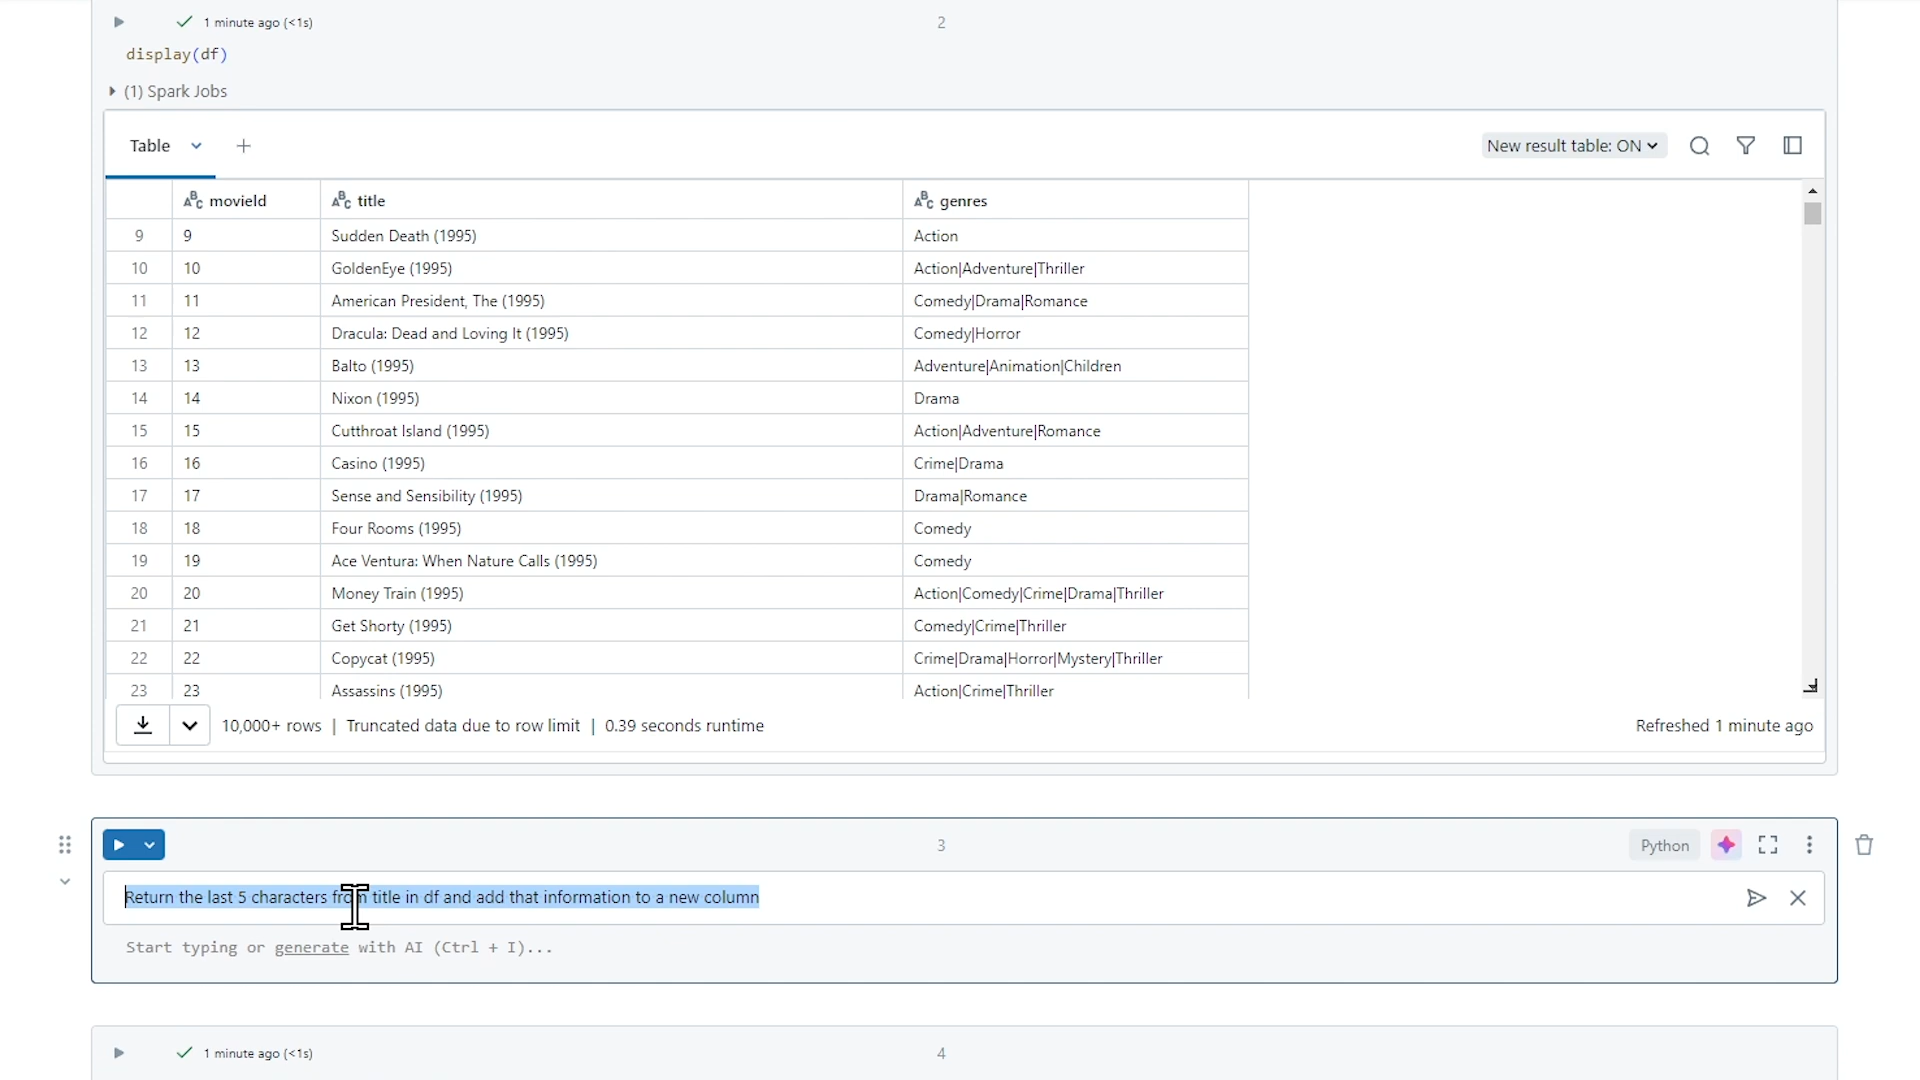 1 minute ago (<1s)
2
display(df)
(1) Spark Jobs
Table
New result table: ON
movieId title genres
9 9 Sudden Death (1995) Action
10 10 GoldenEye (1995) Action|Adventure|Thriller
11 11 American President, The (1995) Comedy|Drama|Romance
12 12 Dracula: Dead and Loving It (1995) Comedy|Horror
13 13 Balto (1995) Adventure|Animation|Children
14 14 Nixon (1995) Drama
15 15 Cutthroat Island (1995) Action|Adventure|Romance
16 16 Casino (1995) Crime|Drama
17 17 Sense and Sensibility (1995) Drama|Romance
18 18 Four Rooms (1995) Comedy
19 19 Ace Ventura: When Nature Calls (1995) Comedy
20 20 Money Train (1995) Action|Comedy|Crime|Drama|Thriller
21 21 Get Shorty (1995) Comedy|Crime|Thriller
22 22 Copycat (1995) Crime|Drama|Horror|Mystery|Thriller
23 23 Assassins (1995) Action|Crime|Thriller
10,000+ rows | Truncated data due to row limit | 0.39 seconds runtime
Refreshed 1 minute ago
3
Python
Return the last 5 characters from title in df and add that information to a new column
Start typing or generate with AI (Ctrl + I)...
1 minute ago (<1s)
4